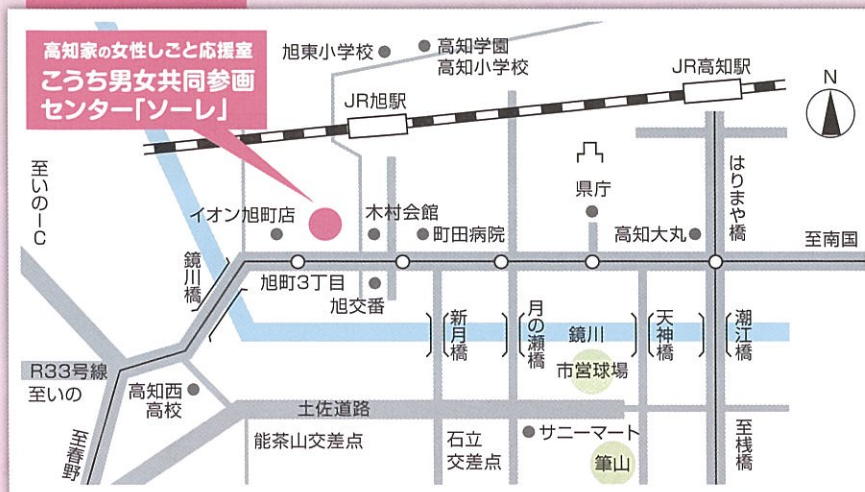 高知家の女性しごと応援室
こうち男女共同参画
センター「ソーレ」
旭東小学校
高知学園
高知小学校
JR旭駅
JR高知駅
N
至いのーC
イオン旭町店
木村会館
町田病院
県庁
高知大丸
はりまや橋
至南国
鏡川橋
旭町3丁目
旭交番
新月橋
月の瀬橋
鏡川
天神橋
潮江橋
市営球場
R33号線
至いの
高知西
高校
土佐道路
至春野
能茶山交差点
石立
交差点
サニーマート
筆山
至桟橋